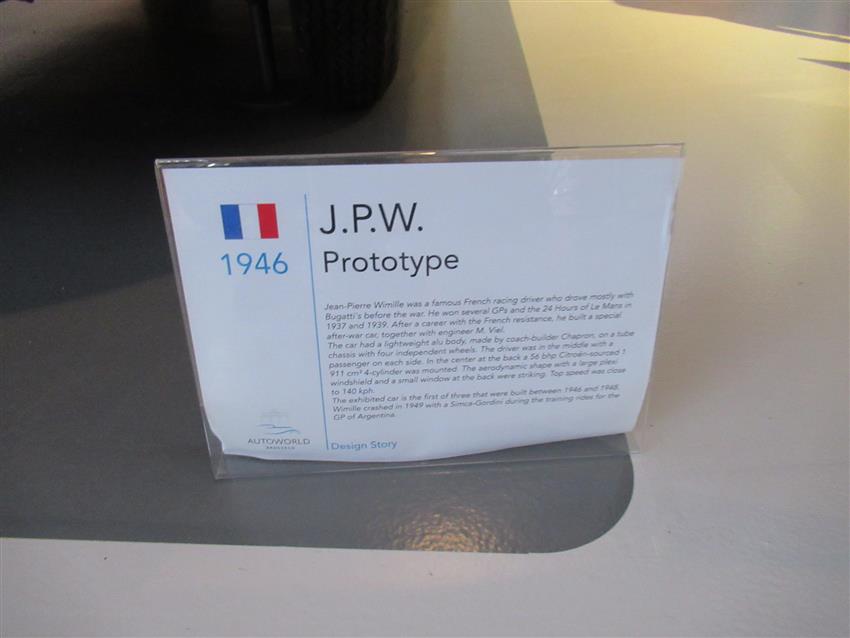 1946
J.P.W.
Prototype
Jean-Pierre Wimille was a famous French racing driver who drove mostly with
Bugatti's before the war. He won several GPs and the 24 Hours of Le Mans in
1937 and 1939. After a career with the French resistance, he built a special
after-war car, together with engineer M. Viel.
The car had a lightweight alu body, made by coach-builder Chapron, on a tube
chassis with four independent wheels. The driver was in the middle with a
passenger on each side. In the center at the back a 56 bhp Citroën-sourced 1
911 cm³ 4-cylinder was mounted. The aerodynamic shape with a large plexi
windshield and a small window at the back were striking. Top speed was close
to 140 kph.
The exhibited car is the first of three that were built between 1946 and 1948.
Wimille crashed in 1949 with a Simca-Gordini during the training rides for the
GP of Argentina.
AUTOWORLD
BRUSSELS
Design Story